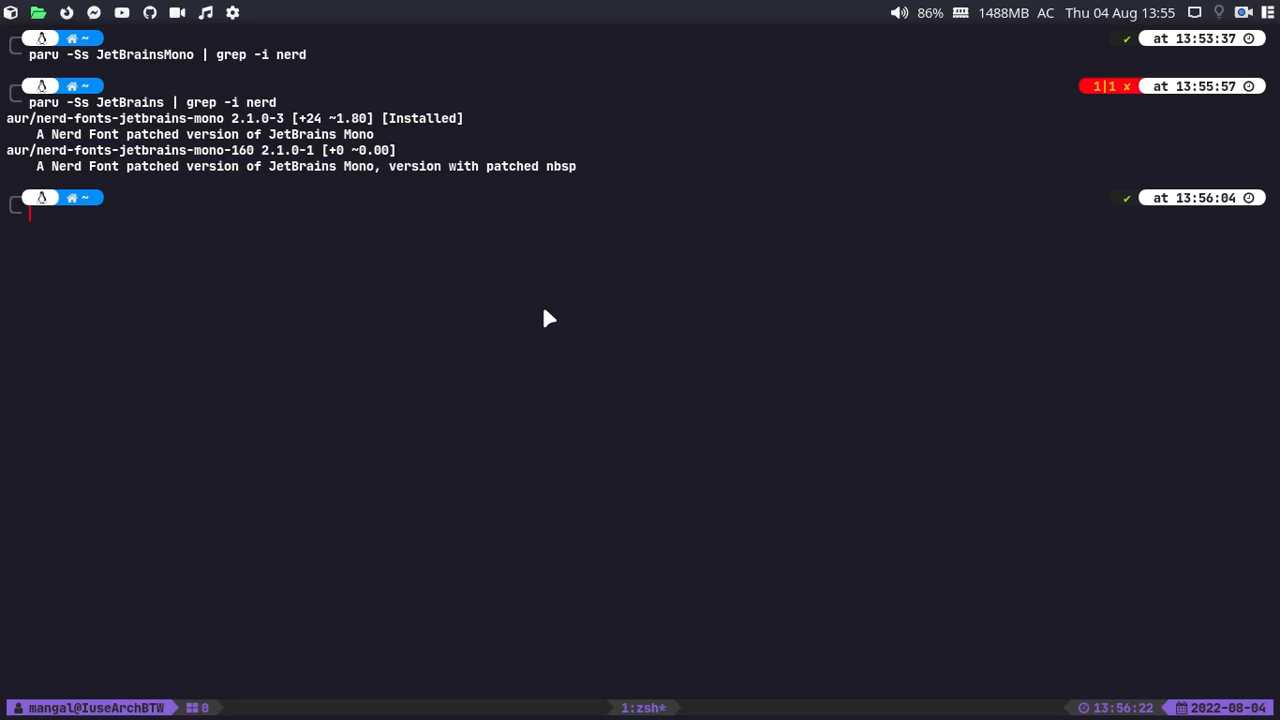 86% 1488MB AC Thu 04 Aug 13:55
~ ✔ at 13:53:37
paru -Ss JetBrainsMono | grep -i nerd
~ 1|1 ✘ at 13:55:57
paru -Ss JetBrains | grep -i nerd
aur/nerd-fonts-jetbrains-mono 2.1.0-3 [+24 ~1.80] [Installed]
A Nerd Font patched version of JetBrains Mono
aur/nerd-fonts-jetbrains-mono-160 2.1.0-1 [+0 ~0.00]
A Nerd Font patched version of JetBrains Mono, version with patched nbsp
~ ✔ at 13:56:04
mangal@IuseArchBTW 0 1:zsh* 13:56:22 2022-08-04